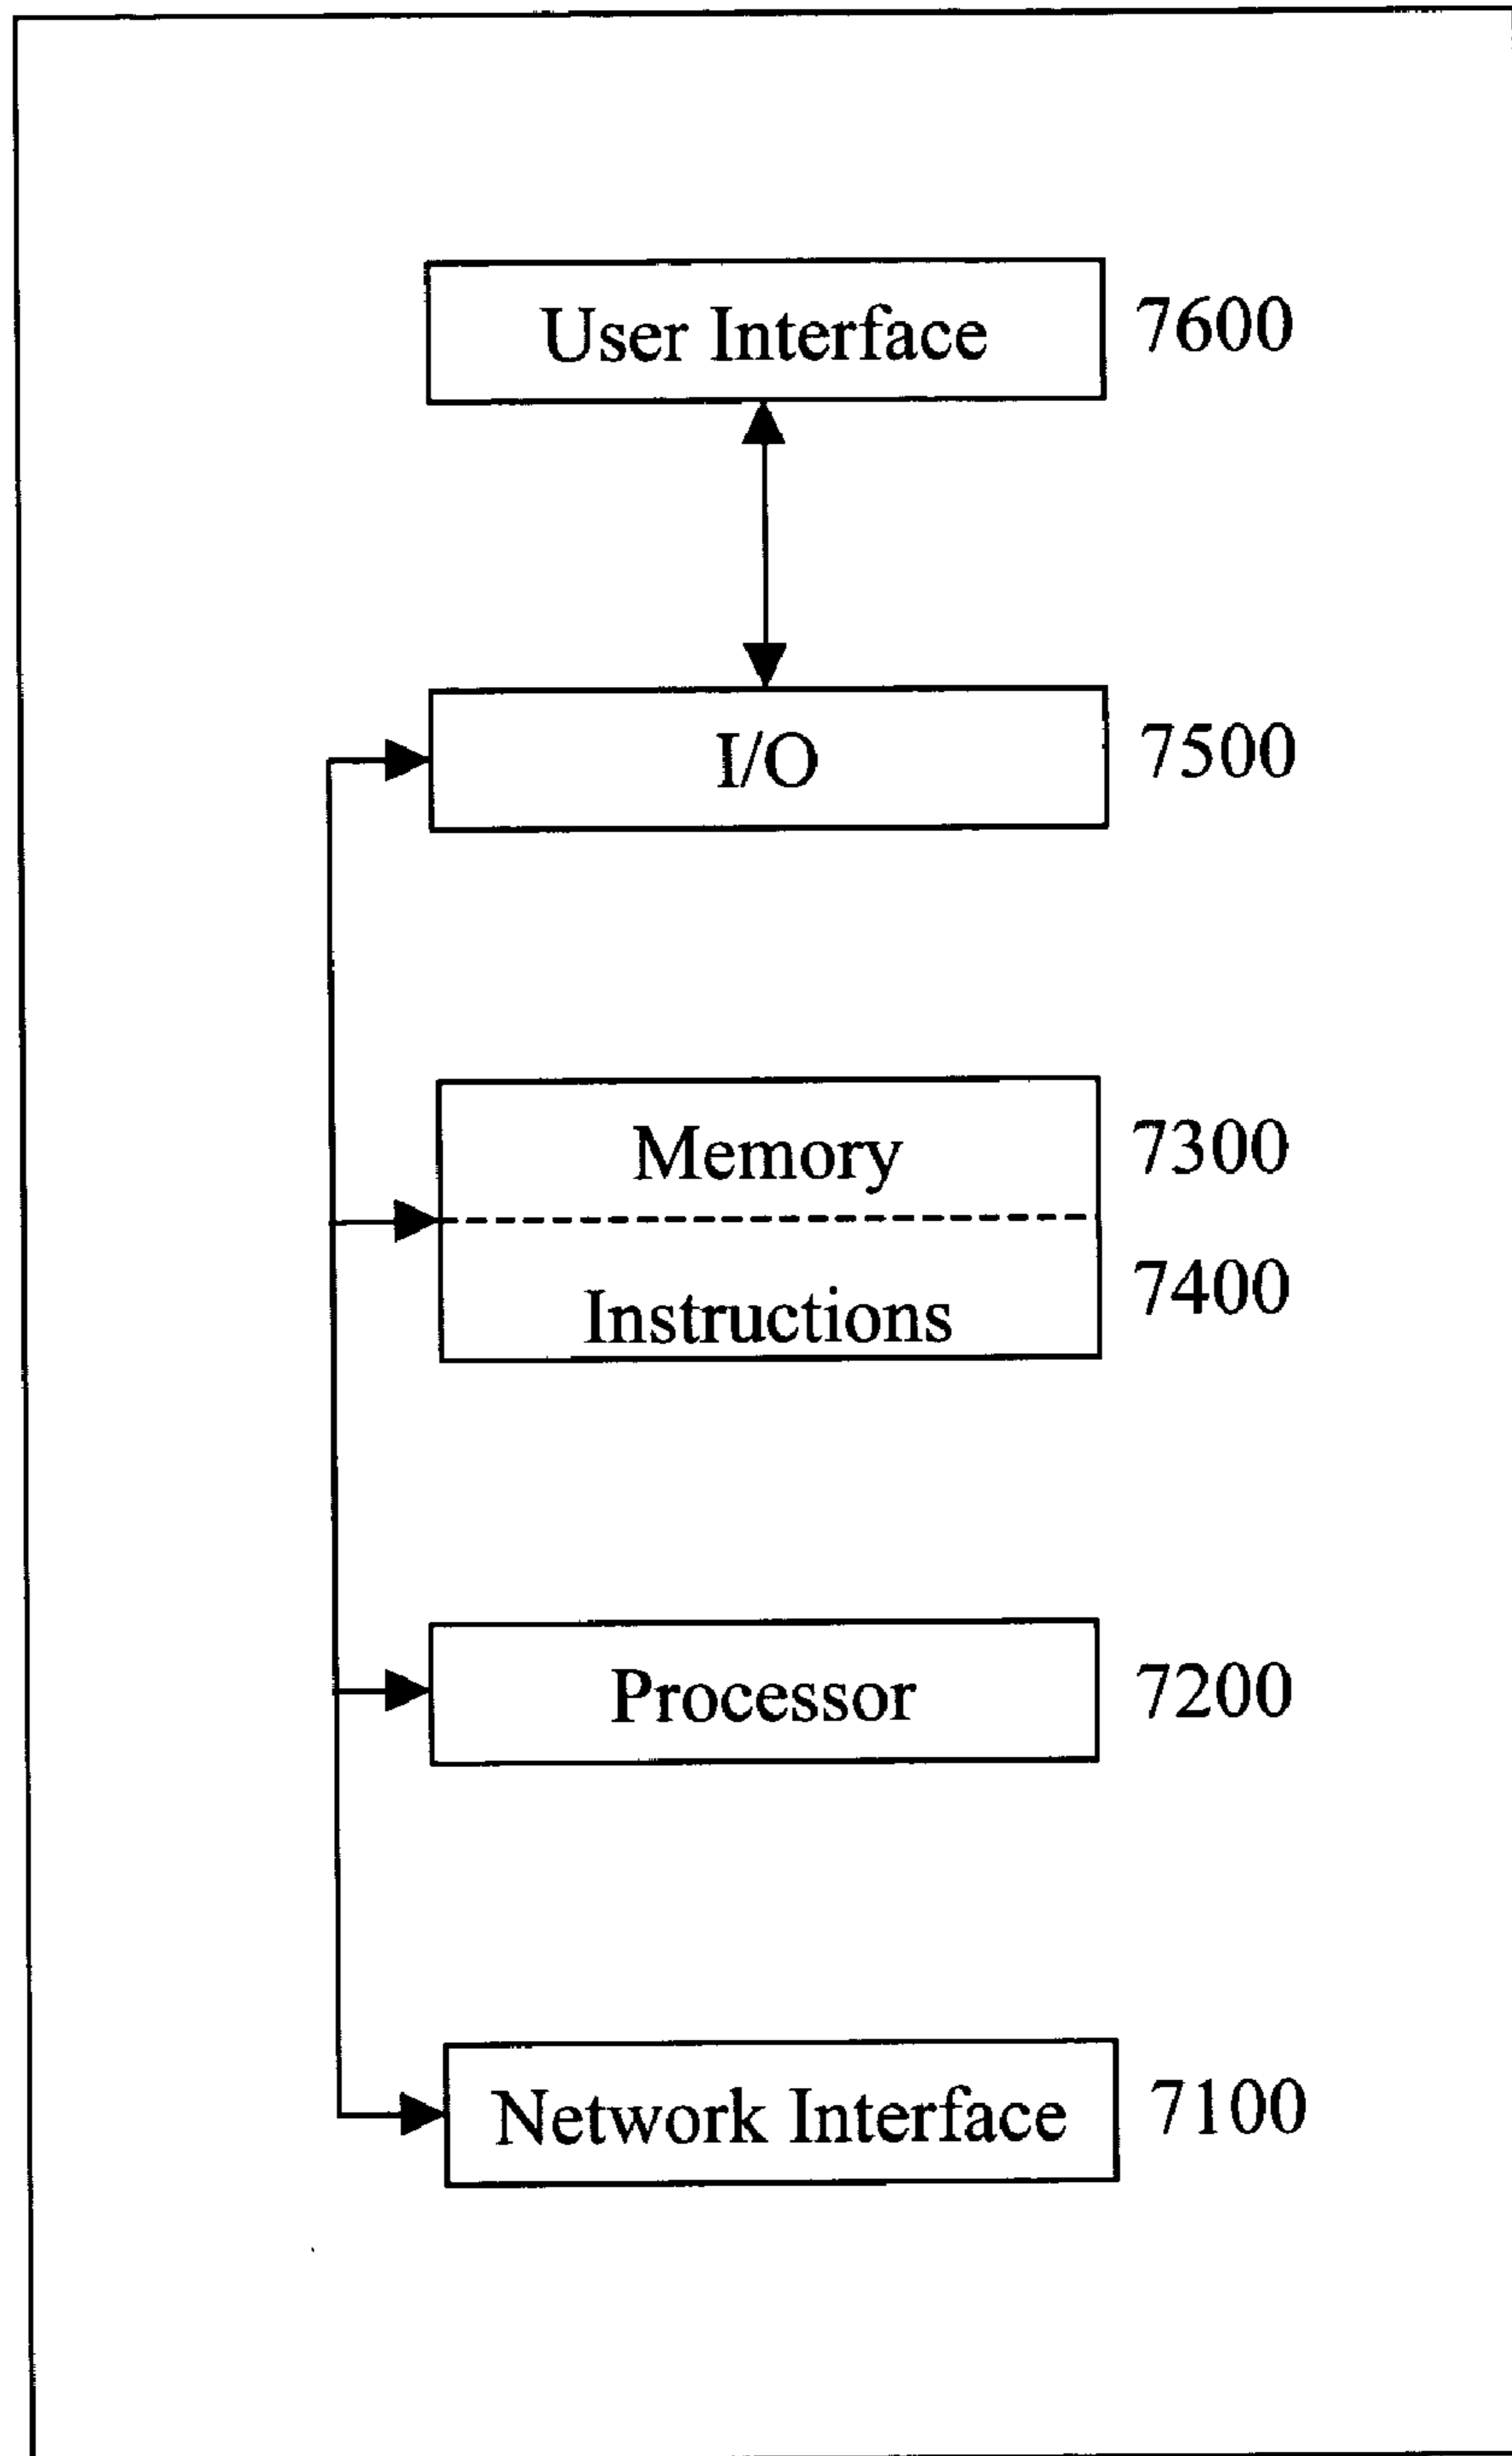 User Interface 7600
I/O 7500
Memory 7300
Instructions 7400
Processor 7200
Network Interface 7100